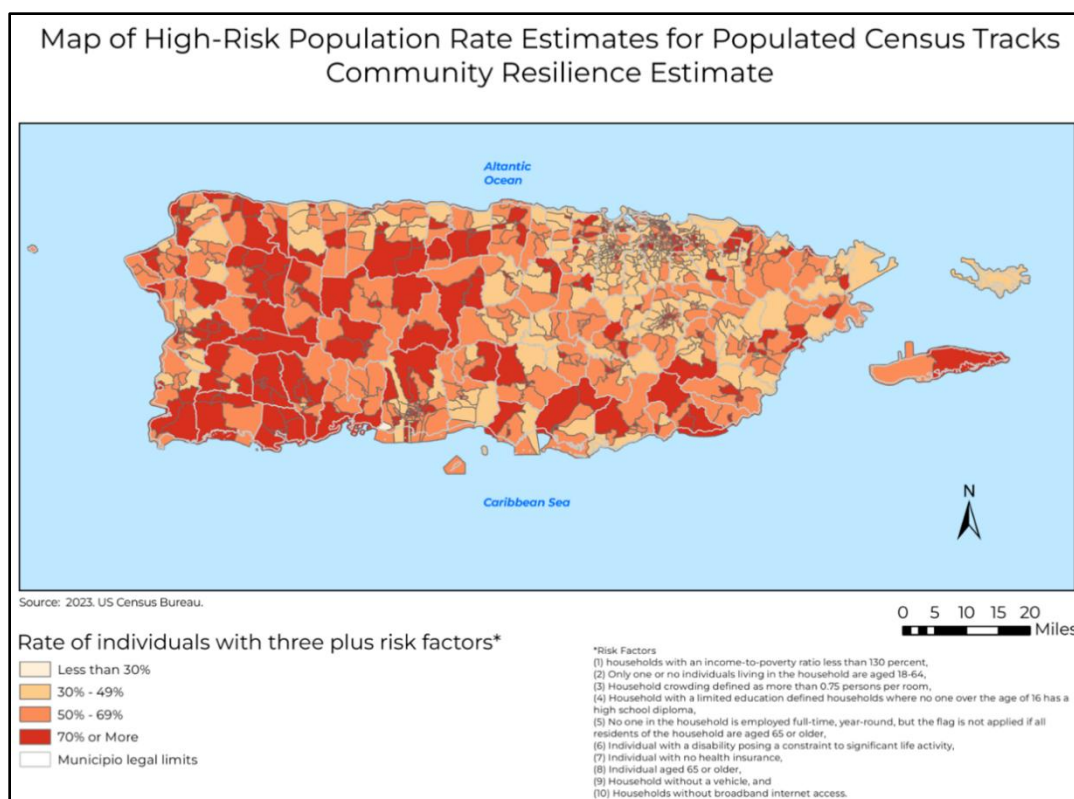 Map of High-Risk Population Rate Estimates for Populated Census Tracks
Community Resilience Estimate
Altantic
Ocean
Caribbean Sea
N
Source: 2023. US Census Bureau.
0 5 10 15 20
Miles
Rate of individuals with three plus risk factors*
Less than 30%
30% - 49%
50% - 69%
70% or More
Municipio legal limits
*Risk Factors
(1) households with an income-to-poverty ratio less than 130 percent,
(2) Only one or no individuals living in the household are aged 18-64,
(3) Household crowding defined as more than 0.75 persons per room,
(4) Household with a limited education defined households where no one over the age of 16 has a
high school diploma,
(5) No one in the household is employed full-time, year-round, but the flag is not applied if all
residents of the household are aged 65 or older,
(6) Individual with a disability posing a constraint to significant life activity,
(7) Individual with no health insurance,
(8) Individual aged 65 or older,
(9) Household without a vehicle, and
(10) Households without broadband internet access.